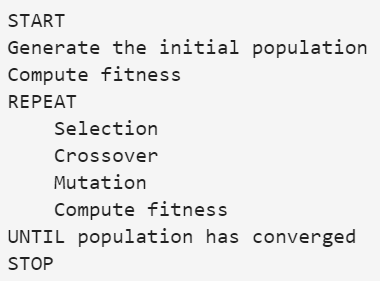 START
Generate the initial population
Compute fitness
REPEAT
    Selection
    Crossover
    Mutation
    Compute fitness
UNTIL population has converged
STOP